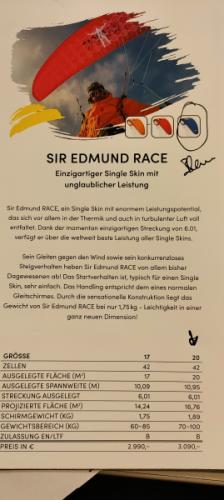 SIR EDMUND RACE
Einzigartiger Single Skin mit
unglaublicher Leistung
Sir Edmund RACE, ein Single Skin mit enormem Leistungspotential,
das sich vor allem in der Thermik und auch in turbulenter Luft voll
entfaltet. Dank der momentan einzigartigen Streckung von 6.01,
verfügt er über die weltweit beste Leistung aller Single Skins.
Sein Gleiten gegen den Wind sowie sein konkurrenzloses
Steigverhalten heben Sir Edmund RACE von allem bisher
Dagewesenen ab! Das Startverhalten ist, typisch für einen Single
Skin, sehr einfach. Das Handling entspricht dem eines normalen
Gleitschirmes. Durch die sensationelle Konstruktion liegt das
Gewicht von Sir Edmund RACE bei nur 1,75kg - Leichtigkeit in einer
ganz neuen Dimension!
GRÖSSE 17 20
ZELLEN 42 42
AUSGELEGTE FLÄCHE (M²) 17 20
AUSGELEGTE SPANNWEITE (M) 10,09 10,95
STRECKUNG AUSGELEGT 6,01 6,01
PROJIZIERTE FLÄCHE (M²) 14,24 16,76
SCHIRMGEWICHT (KG) 1,75 1,89
GEWICHTSBEREICH (KG) 60-85 70-100
ZULASSUNG EN/LTF B B
PREIS IN € 2.990,- 3.090,-